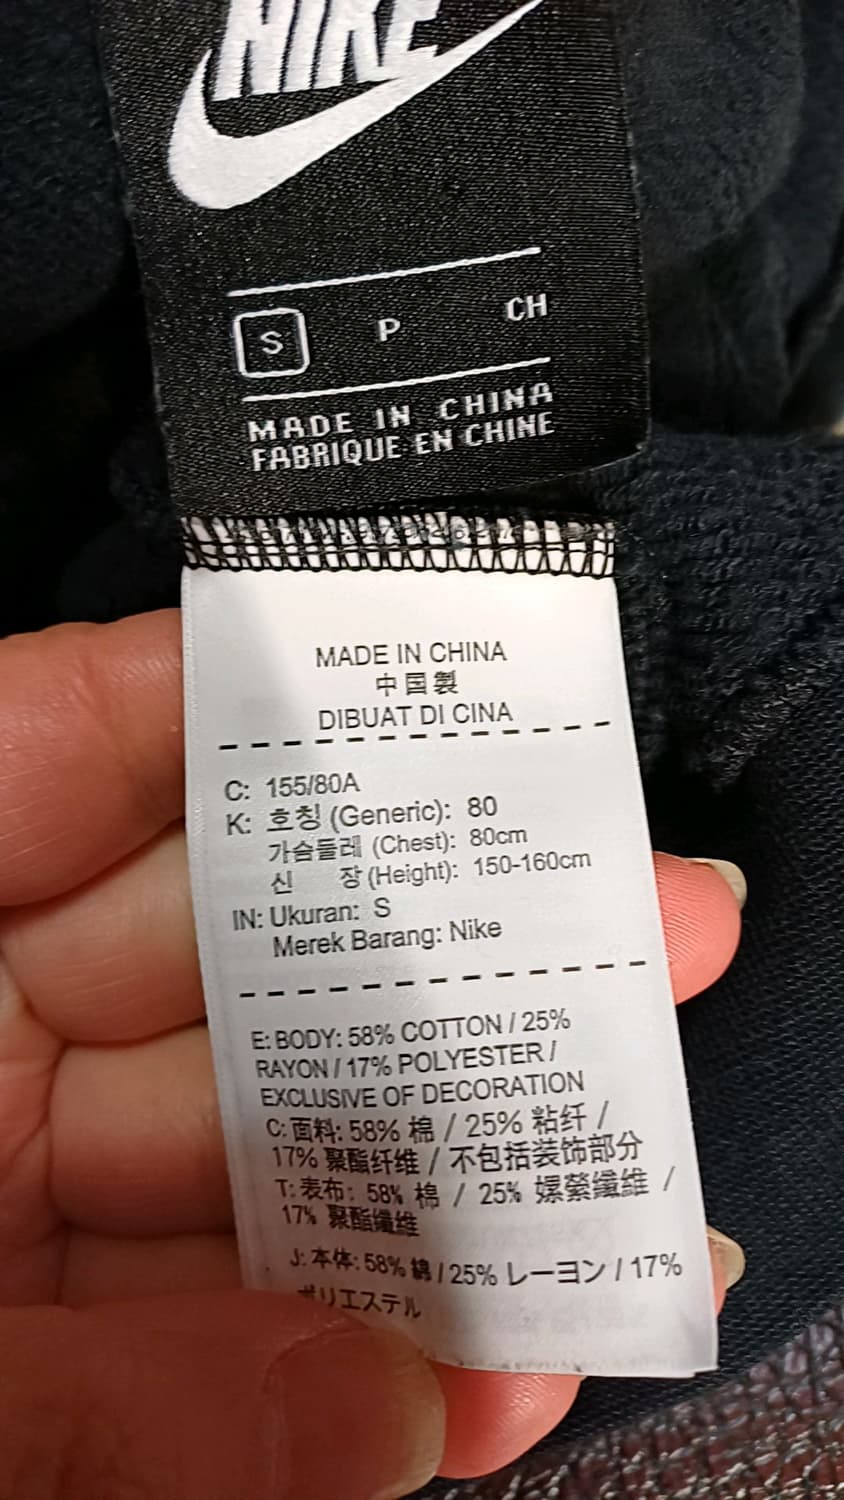 NIKE
S P CH
MADE IN CHINA
FABRIQUE EN CHINE
MADE IN CHINA
中国製
DIBUAT DI CINA
C: 155/80A
K: 호칭 (Generic): 80
가슴둘레 (Chest): 80cm
신 장 (Height): 150-160cm
IN: Ukuran: S
Merek Barang: Nike
E: BODY: 58% COTTON / 25%
RAYON / 17% POLYESTER /
EXCLUSIVE OF DECORATION
C: 面料: 58% 棉 / 25% 粘纤 /
17% 聚酯纤维 / 不包括装饰部分
T: 表布: 58% 棉 / 25% 嫘縈纖維 /
17% 聚酯纖維
J: 本体: 58% 綿 / 25% レーヨン / 17%
ポリエステル